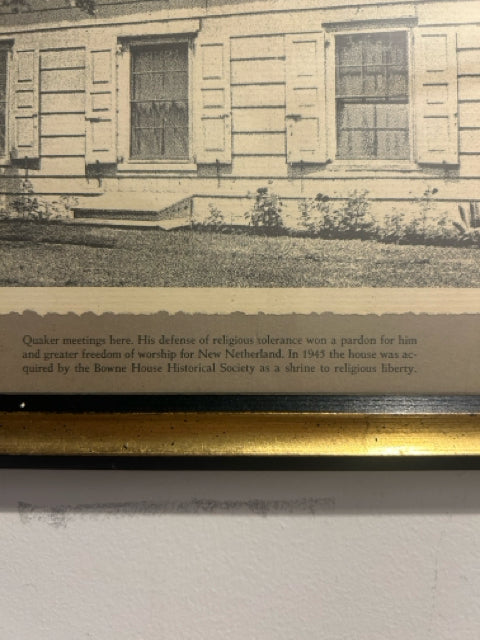 Quaker meetings here. His defense of religious tolerance won a pardon for him
and greater freedom of worship for New Netherland. In 1945 the house was ac-
quired by the Bowne House Historical Society as a shrine to religious liberty.